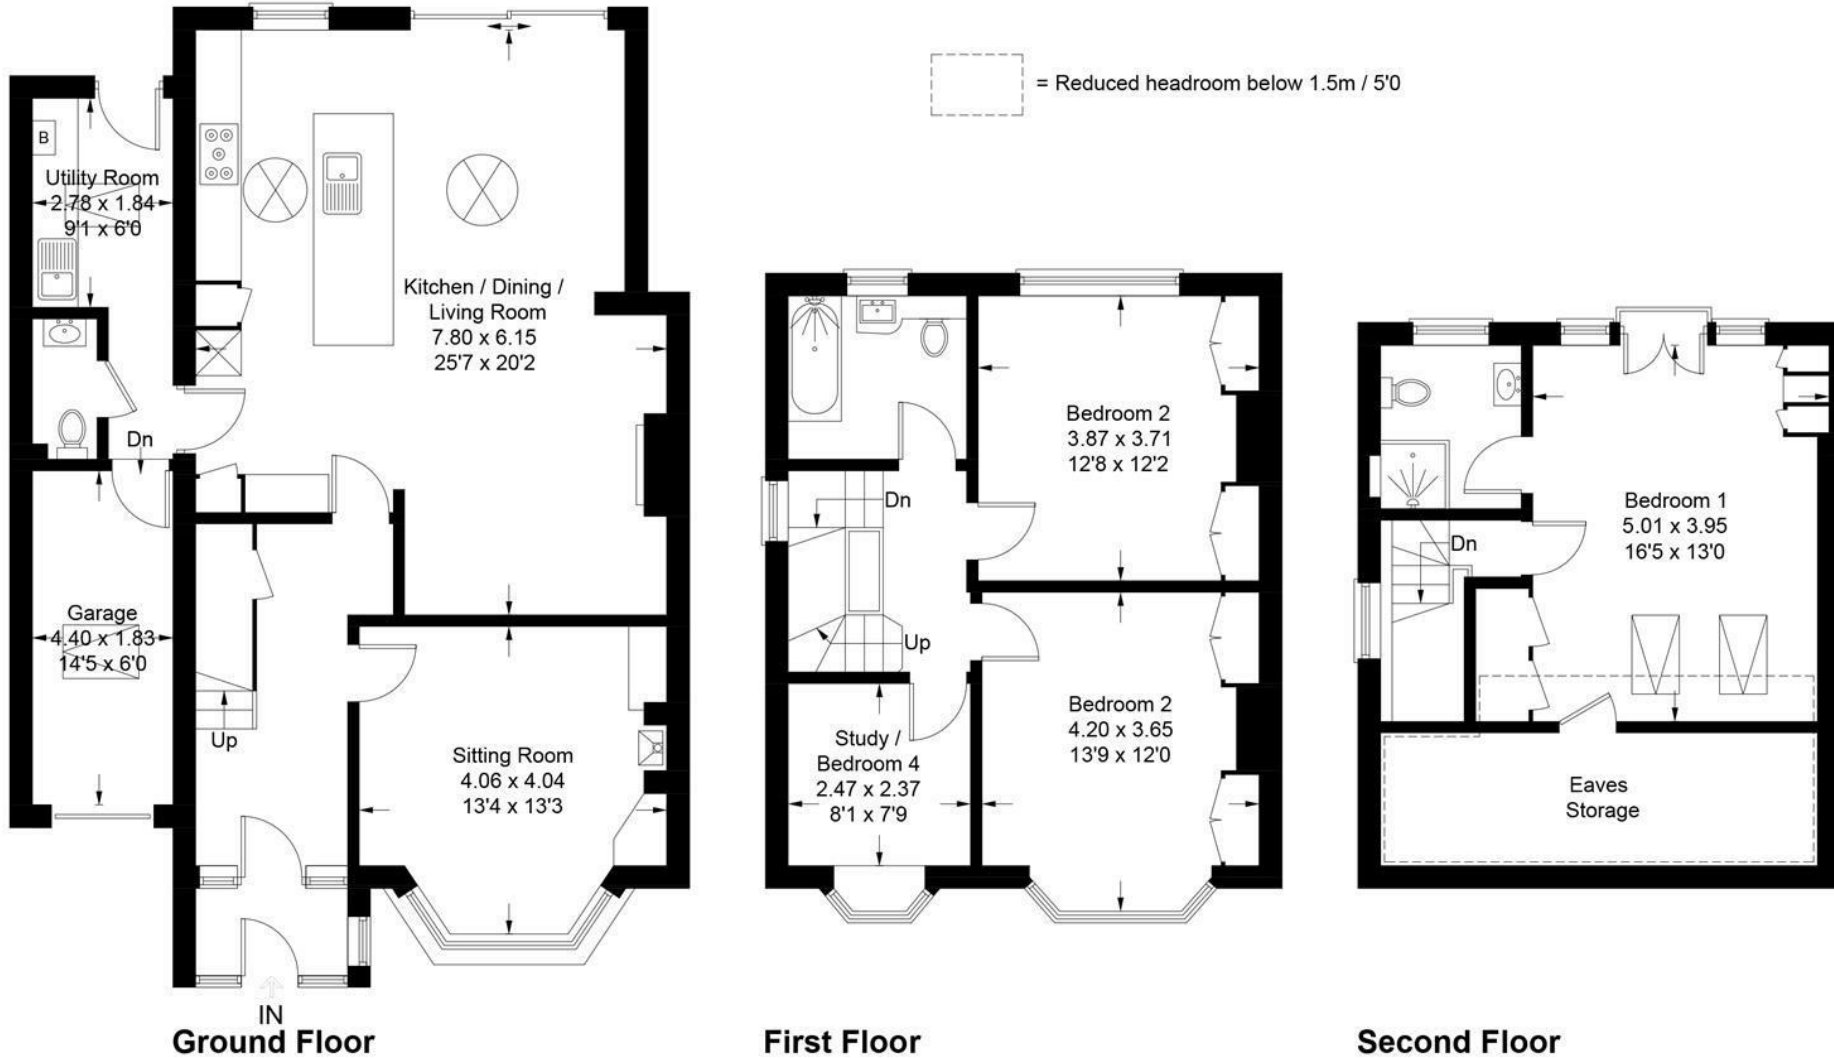 = Reduced headroom below 1.5m / 5'0
B
Utility Room
2.78 x 1.84
9'1 x 6'0
Kitchen / Dining /
Living Room
7.80 x 6.15
25'7 x 20'2
Dn
Garage
4.40 x 1.83
14'5 x 6'0
Up
Sitting Room
4.06 x 4.04
13'4 x 13'3
IN
Ground Floor
Bedroom 2
3.87 x 3.71
12'8 x 12'2
Dn
Up
Study /
Bedroom 4
2.47 x 2.37
8'1 x 7'9
Bedroom 2
4.20 x 3.65
13'9 x 12'0
First Floor
Bedroom 1
5.01 x 3.95
16'5 x 13'0
Dn
Eaves
Storage
Second Floor